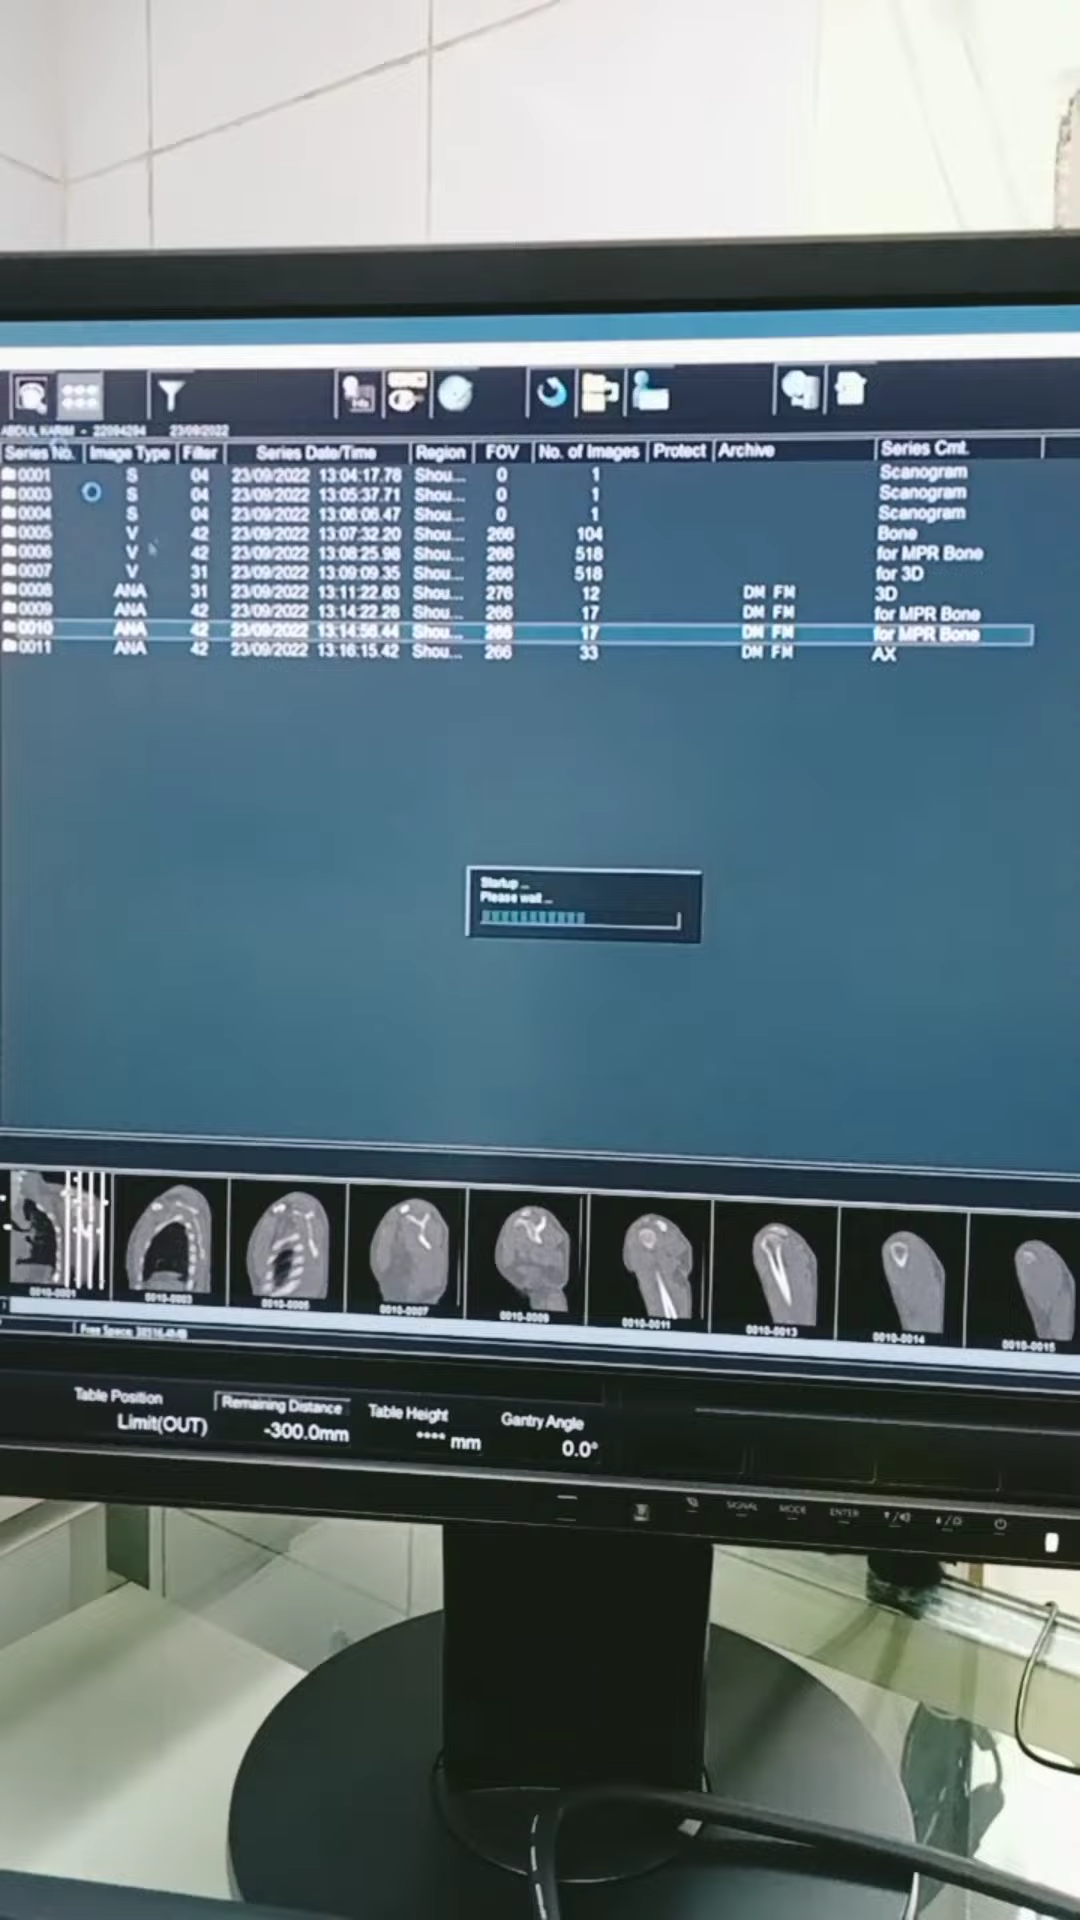 ABDUL KARIM - 22094294 23/09/2022
Series No. Image Type Filter Series Date/Time Region FOV No. of Images Protect Archive Series Cmt.
0001 S 04 23/09/2022 13:04:17.78 Shou... 0 1 Scanogram
0003 S 04 23/09/2022 13:05:37.71 Shou... 0 1 Scanogram
0004 S 04 23/09/2022 13:06:06.47 Shou... 0 1 Scanogram
0005 V 42 23/09/2022 13:07:32.20 Shou... 266 104 Bone
0006 V 42 23/09/2022 13:08:25.98 Shou... 266 518 for MPR Bone
0007 V 31 23/09/2022 13:09:09.35 Shou... 266 518 for 3D
0008 ANA 31 23/09/2022 13:11:22.83 Shou... 276 12 DM FM 3D
0009 ANA 42 23/09/2022 13:14:22.28 Shou... 266 17 DM FM for MPR Bone
0010 ANA 42 23/09/2022 13:14:56.44 Shou... 266 17 DM FM for MPR Bone
0011 ANA 42 23/09/2022 13:16:15.42 Shou... 266 33 DM FM AX
Startup ...
Please wait ...
0010-0001 0010-0003 0010-0005 0010-0007 0010-0009 0010-0011 0010-0013 0010-0014 0010-0015
Free Space:
Table Position Remaining Distance Table Height Gantry Angle
Limit(OUT) -300.0mm **** mm 0.0°
SIGNAL MODE ENTER